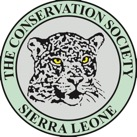 THE CONSERVATION SOCIETY
SIERRA LEONE